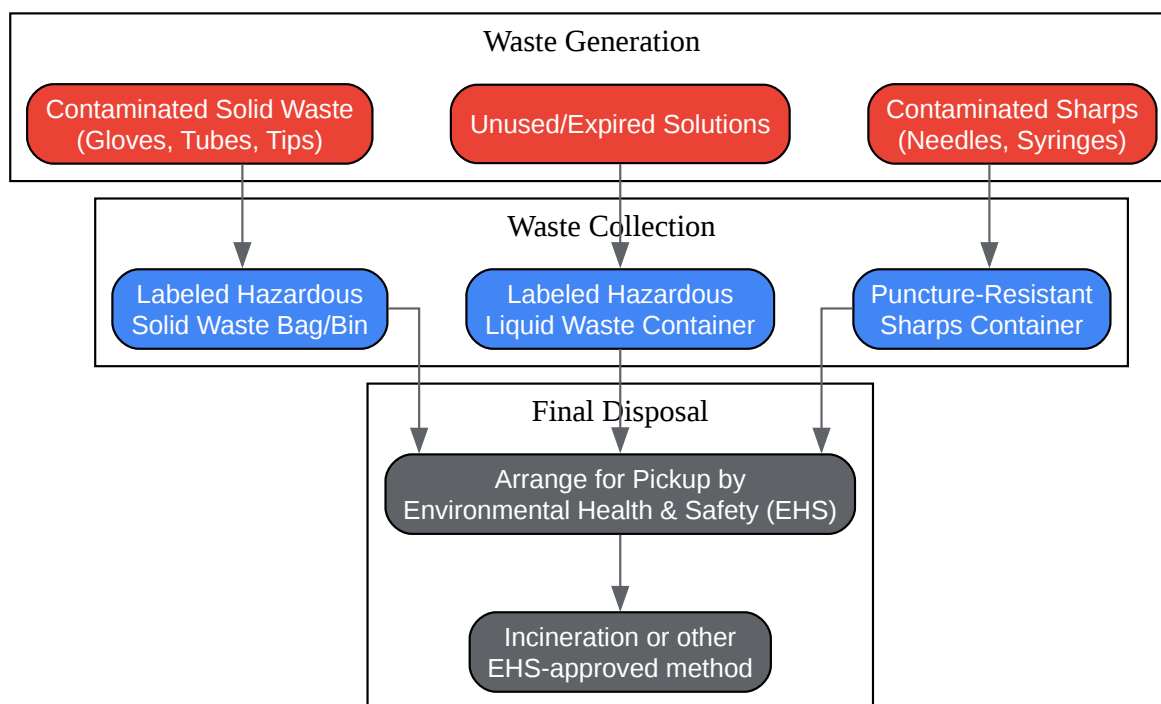 Waste Generation
Contaminated Solid Waste
(Gloves, Tubes, Tips)
Unused/Expired Solutions
Contaminated Sharps
(Needles, Syringes)
Waste Collection
Labeled Hazardous
Solid Waste Bag/Bin
Labeled Hazardous
Liquid Waste Container
Puncture-Resistant
Sharps Container
Final Disposal
Arrange for Pickup by
Environmental Health & Safety (EHS)
Incineration or other
EHS-approved method